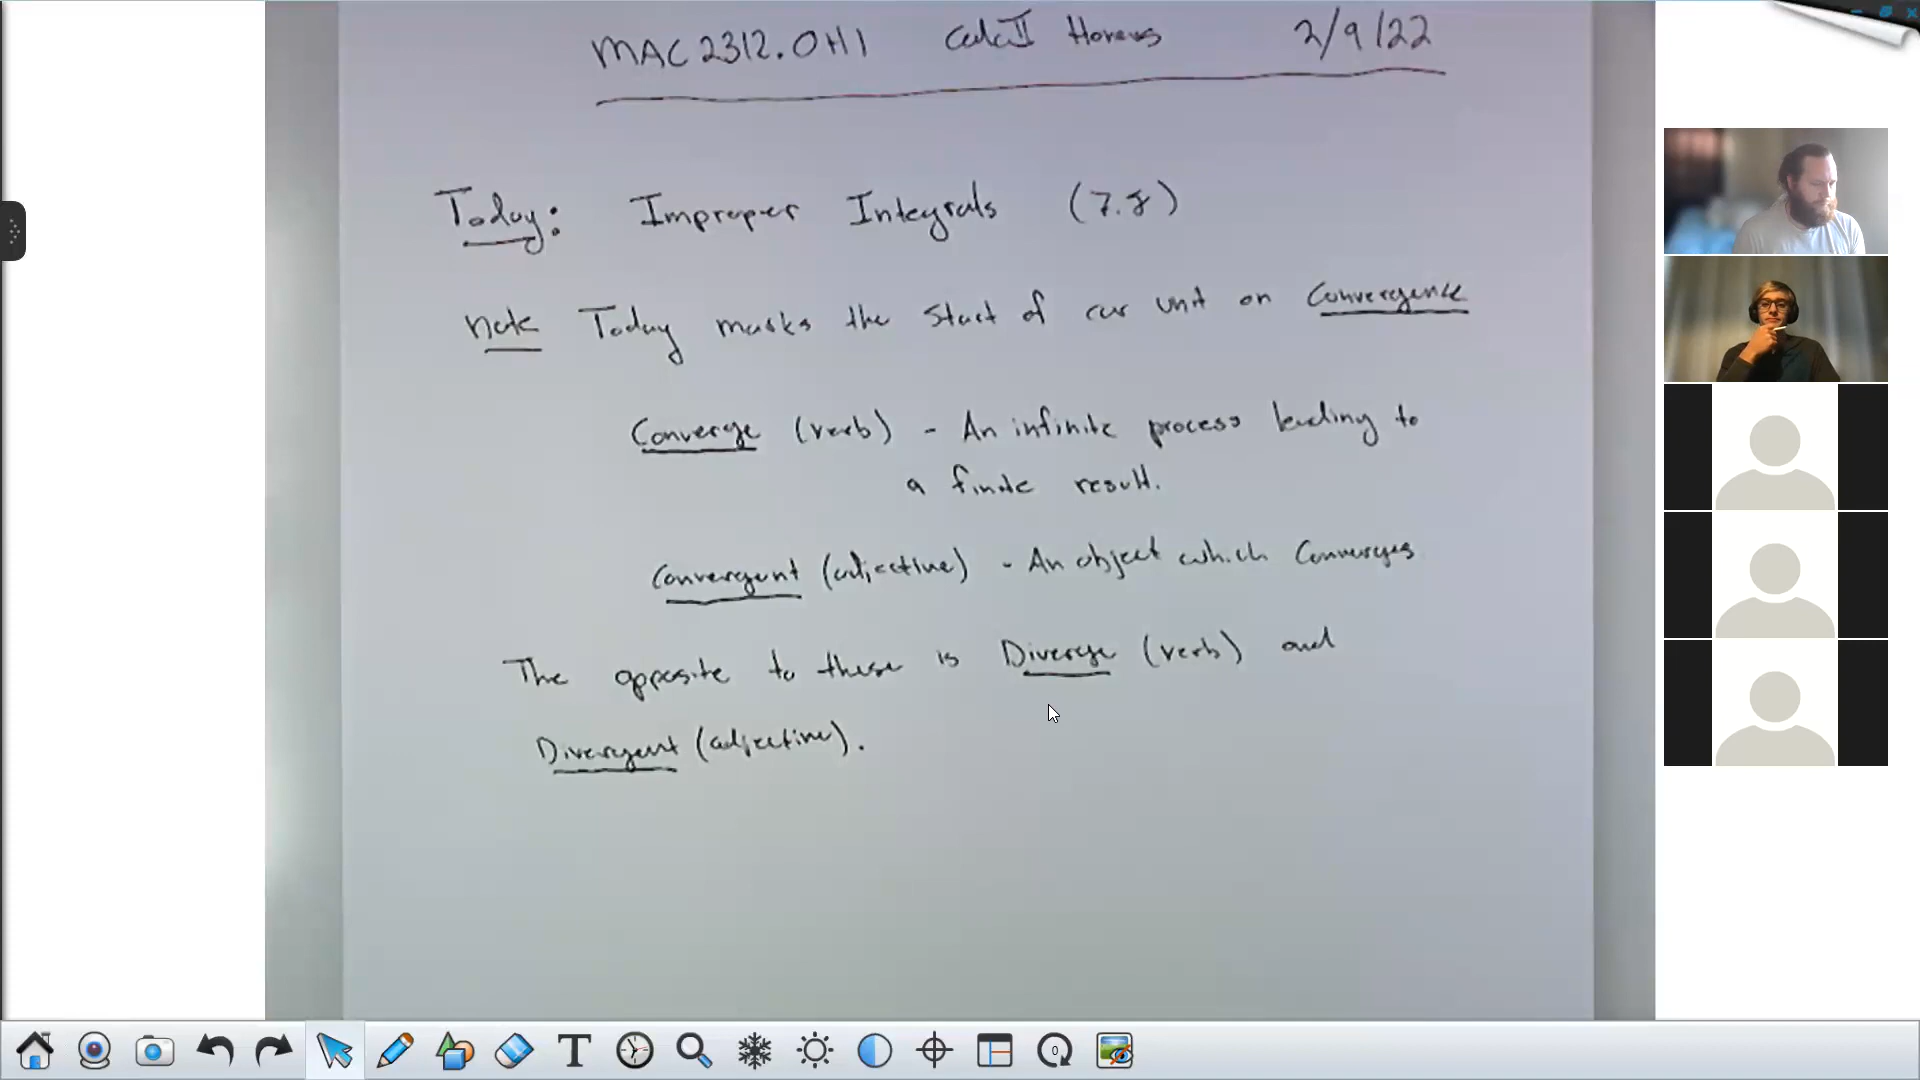 MAC2312.0H1 Calc II Honors 2/9/22
Today: Improper Integrals (7.8)
Note Today marks the start of our unit on Convergence
Converge (verb) - An infinite process leading to
a finite result.
Convergent (adjective) - An object which Converges
The opposite to these is Diverge (verb) and
Divergent (adjective).
T
0